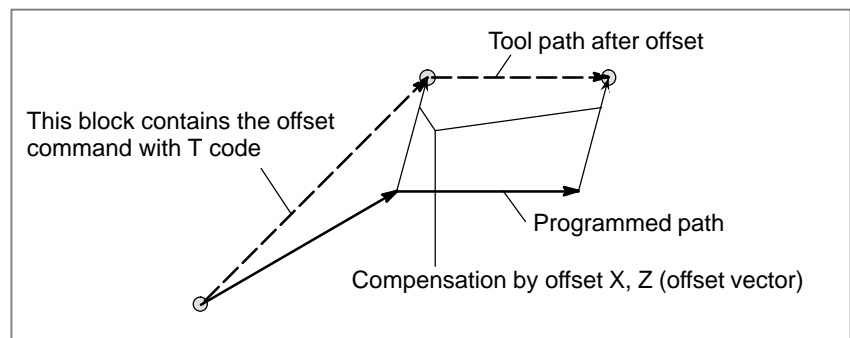 Tool path after offset
This block contains the offset
command with T code
Programmed path
Compensation by offset X, Z (offset vector)